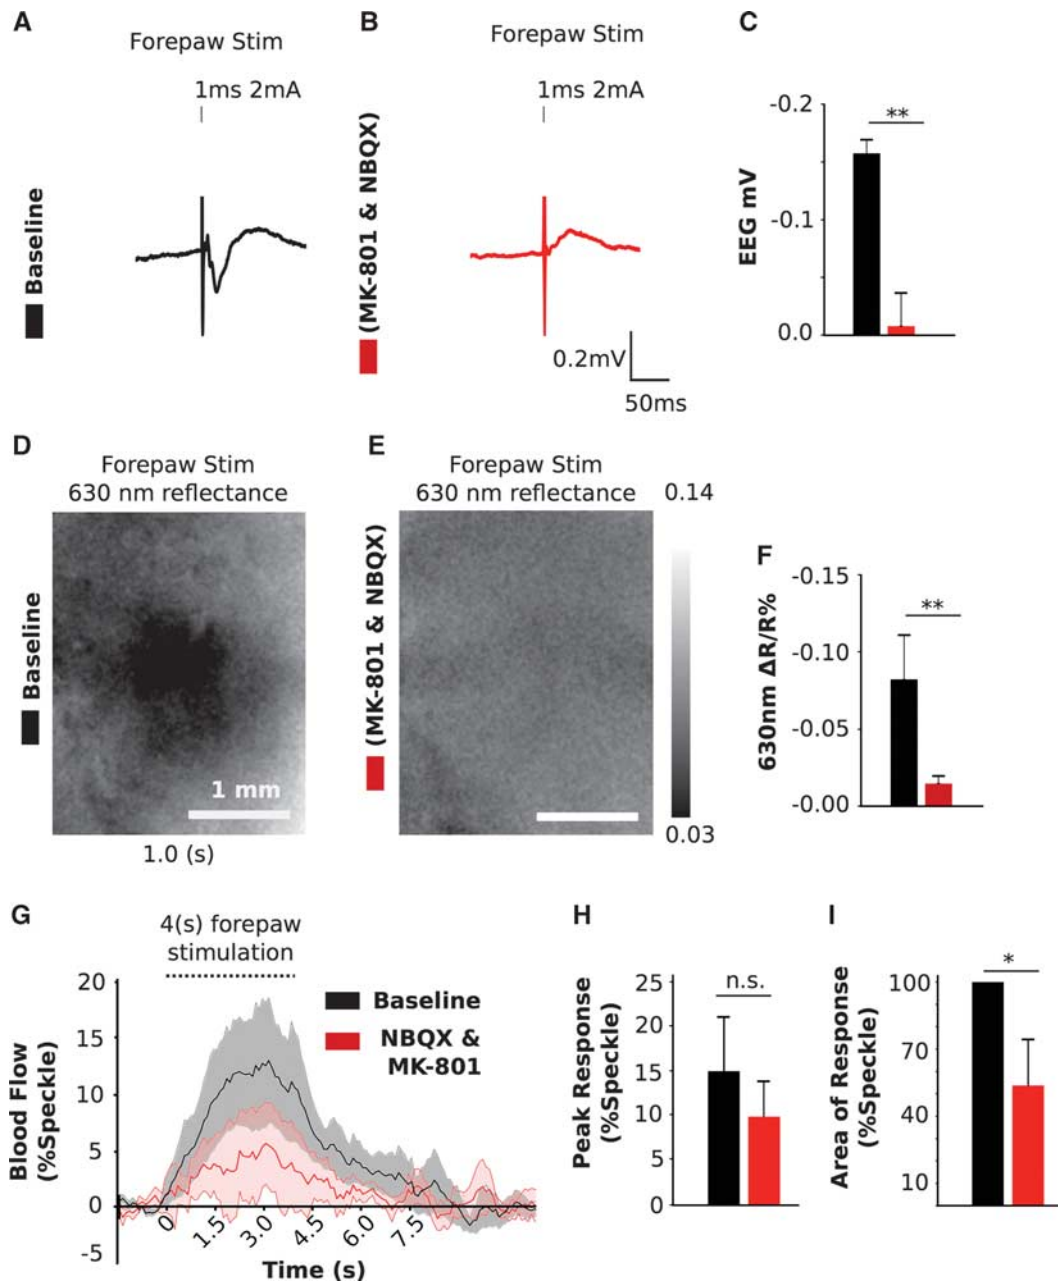 A
Forepaw Stim
1ms 2mA
Baseline
B
Forepaw Stim
1ms 2mA
(MK-801 & NBQX)
0.2mV
50ms
C
-0.2
-0.1
0.0
EEG mV
**
D
Forepaw Stim
630 nm reflectance
Baseline
1 mm
1.0 (s)
E
Forepaw Stim
630 nm reflectance
(MK-801 & NBQX)
0.14
0.03
F
-0.15
-0.10
-0.05
-0.00
630nm ΔR/R%
**
G
4(s) forepaw
stimulation
20
15
10
5
0
-5
Blood Flow
(%Speckle)
Baseline
NBQX &
MK-801
0
1.5
3.0
4.5
6.0
7.5
Time (s)
H
25
20
15
10
5
0
Peak Response
(%Speckle)
n.s.
I
100
70
40
10
Area of Response
(%Speckle)
*